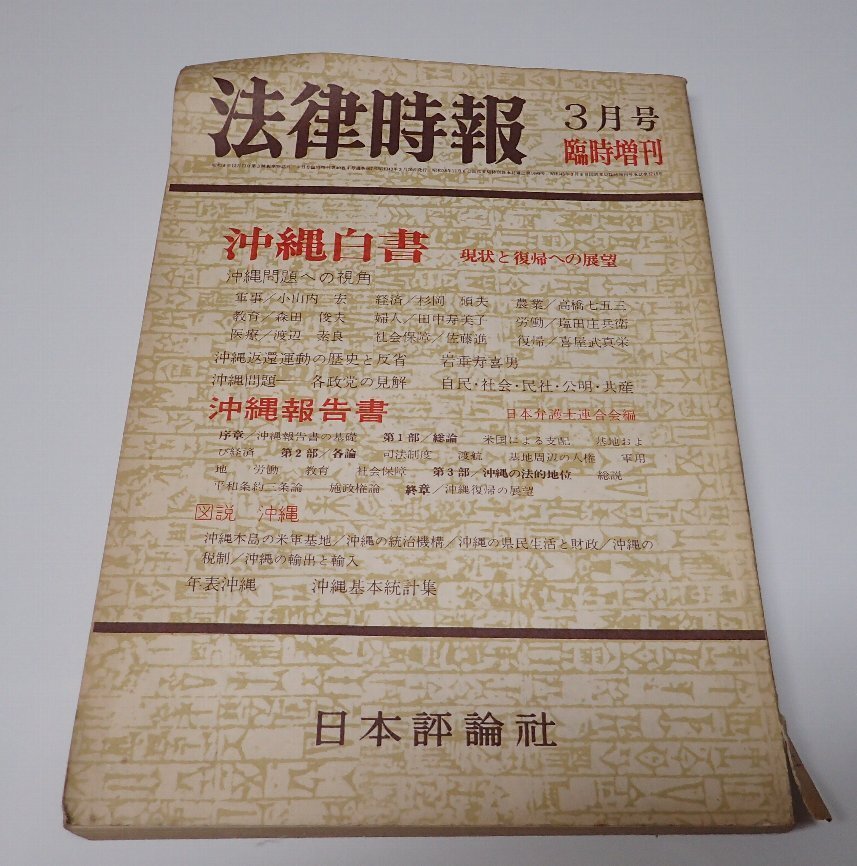 法律時報 3月号
臨時増刊
沖縄白書 現状と復帰への展望
沖縄問題への視角
軍事/小山内 宏 経済/杉岡 碩夫 農業/高橋七五三
教育/森田 俊夫 婦人/田中寿美子 労働/塩田庄兵衛
医療/渡辺 素良 社会保障/佐藤進 復帰/喜屋武真栄
沖縄返還運動の歴史と反省 岩垂寿喜男
沖縄問題— 各政党の見解 自民・社会・民社・公明・共産
沖縄報告書 日本弁護士連合会編
序章/沖縄報告書の基礎 第1部/総論 米国による支配 基地およ
び経済 第2部/各論 司法制度 渡航 基地周辺の人権 軍用
地 労働 教育 社会保障 第3部/沖縄の法的地位 総説
平和条約三条論 施政権論 終章/沖縄復帰の展望
図説 沖縄
沖縄本島の米軍基地/沖縄の統治機構/沖縄の県民生活と財政/沖縄の
税制/沖縄の輸出と輸入
年表沖縄 沖縄基本統計集
日本評論社